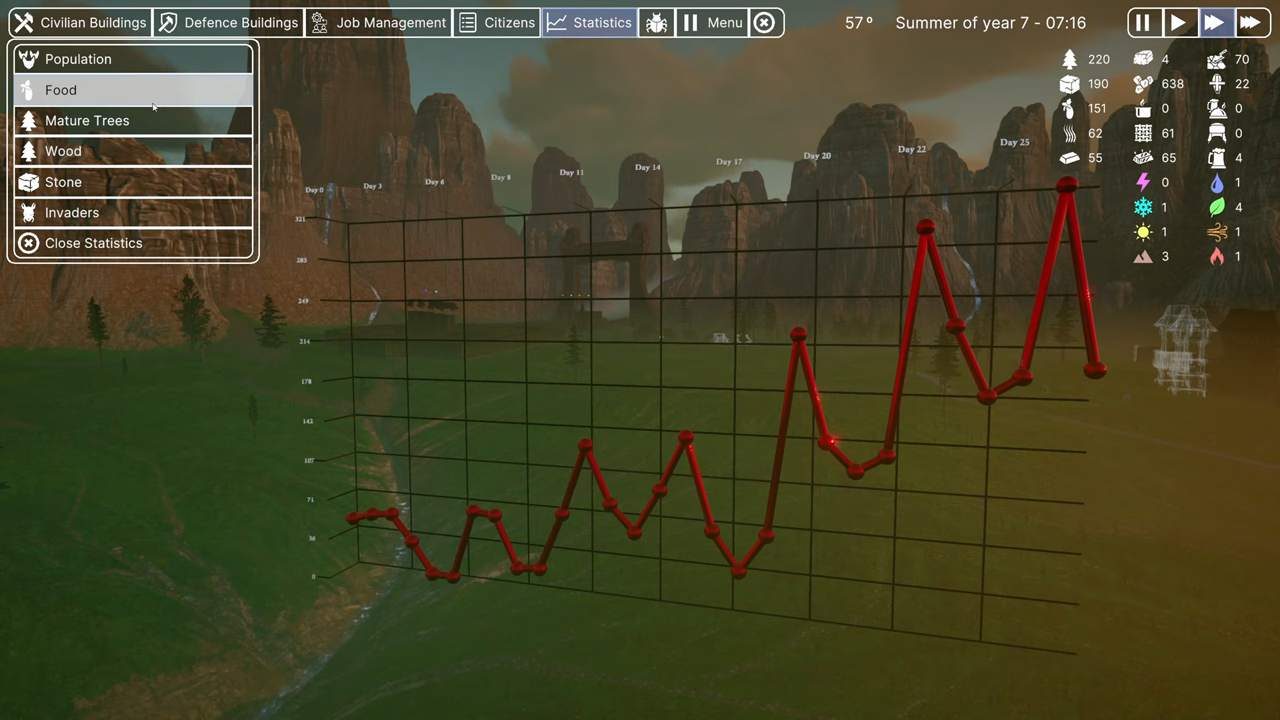 Civilian Buildings
Defence Buildings
Job Management
Citizens
Statistics
Menu
57º
Summer of year 7 - 07:16
Population
Food
Mature Trees
Wood
Stone
Invaders
Close Statistics
220 4 70
190 638 22
151 0 0
62 61 0
55 65 4
0 1
1 4
1 1
3 1
Day 0 Day 3 Day 6 Day 8 Day 11 Day 14 Day 17 Day 20 Day 22 Day 25
321
285
249
214
178
142
107
71
0